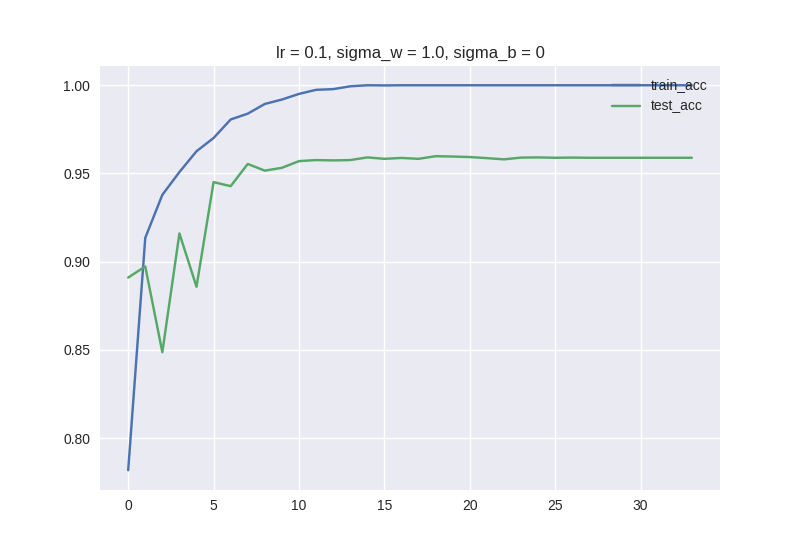 lr = 0.1, sigma_w = 1.0, sigma_b = 0
1.00
train_acc
test_acc
0.95
0.90
0.85
0.80
0 5 10 15 20 25 30